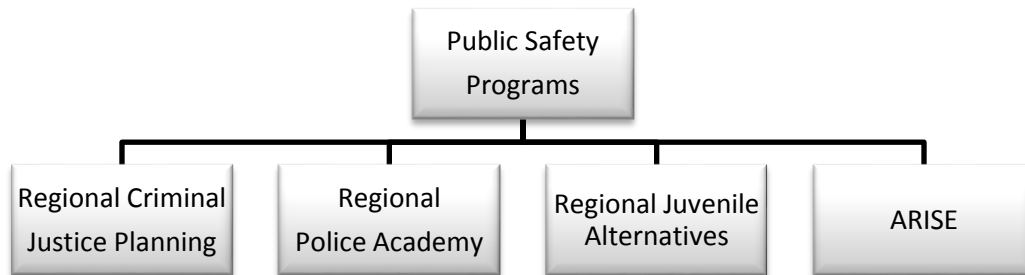 Public Safety
Programs
Regional Criminal
Justice Planning
Regional
Police Academy
Regional Juvenile
Alternatives
ARISE